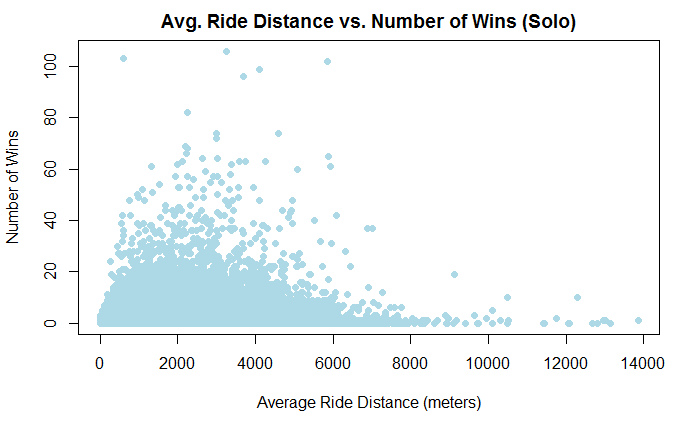 Avg. Ride Distance vs. Number of Wins (Solo)
Number of Wins
100
80
60
40
20
0
0 2000 4000 6000 8000 10000 12000 14000
Average Ride Distance (meters)